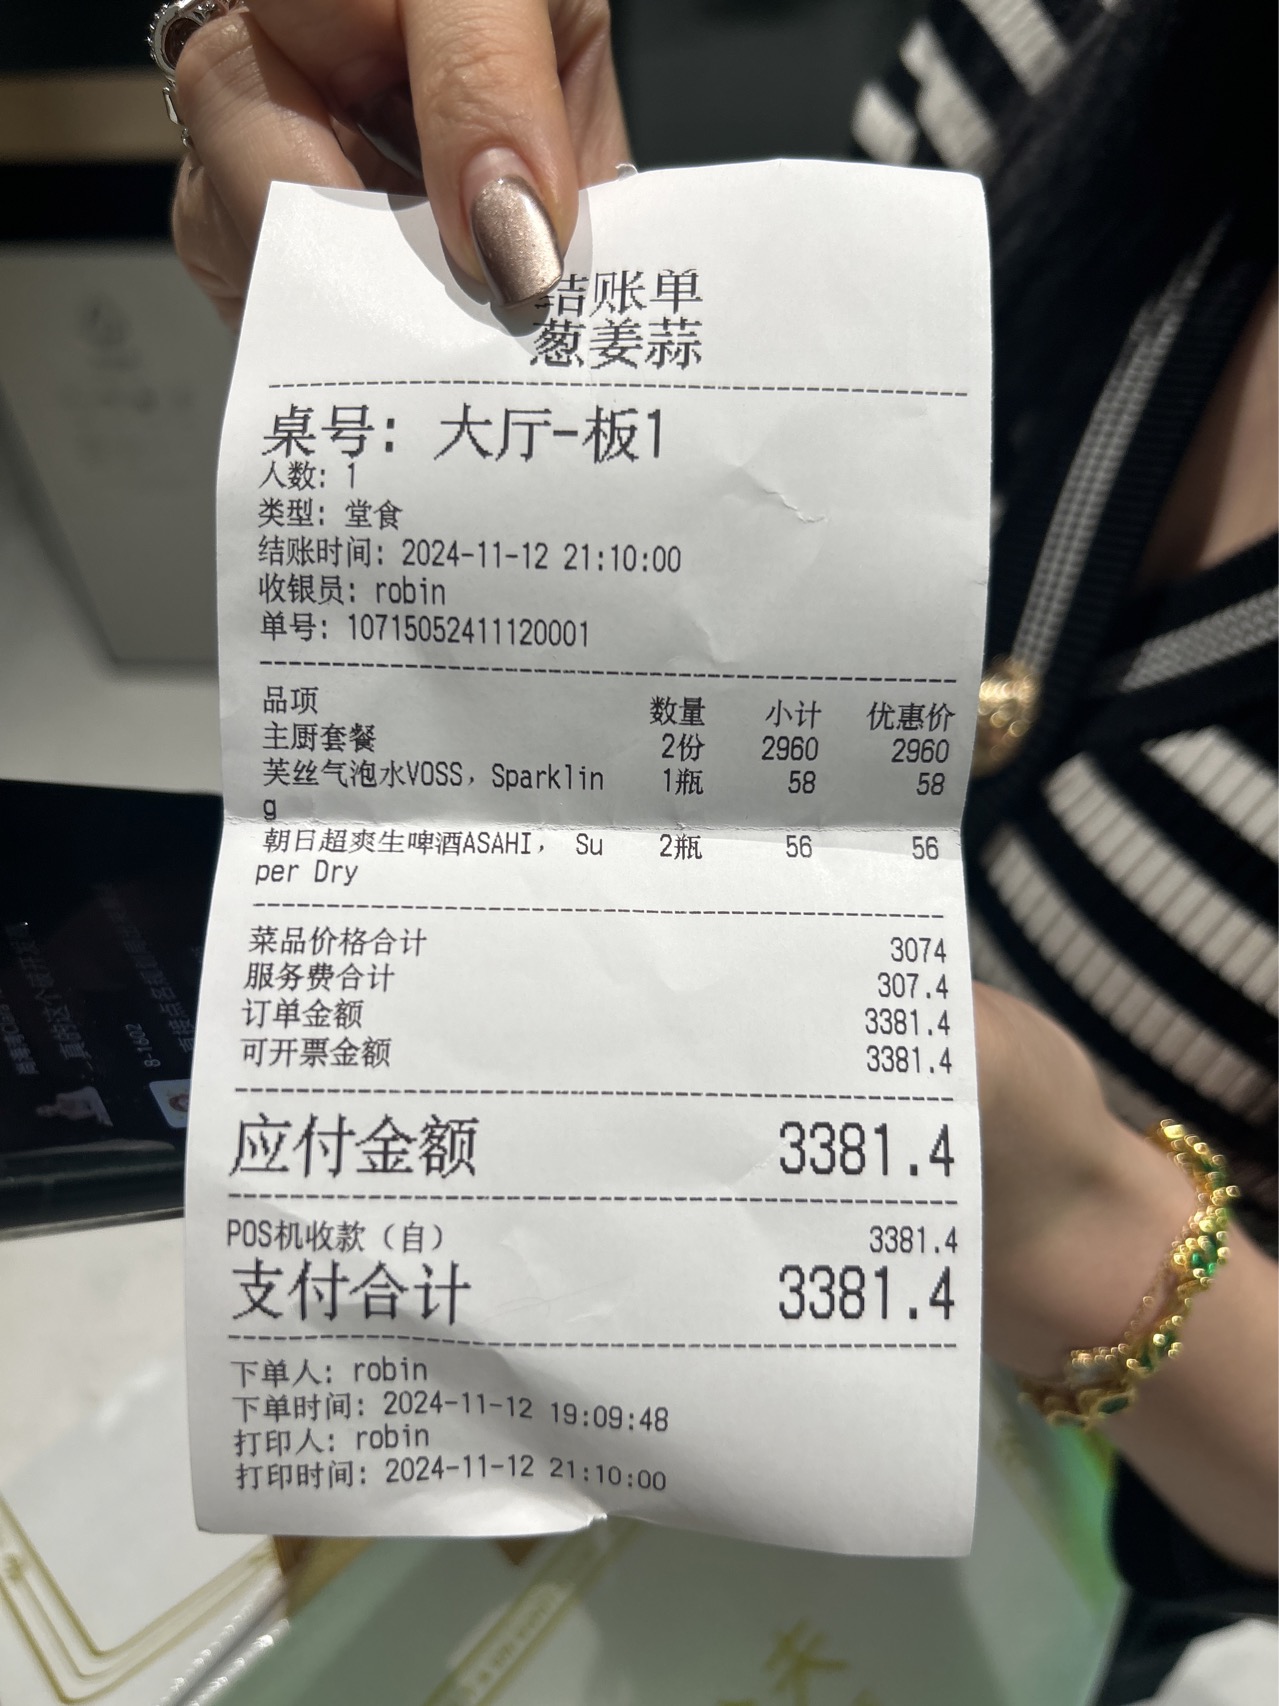 结账单
葱姜蒜
桌号: 大厅-板1
人数: 1
类型: 堂食
结账时间: 2024-11-12 21:10:00
收银员: robin
单号: 10715052411120001
品项 数量 小计 优惠价
主厨套餐 2份 2960 2960
芙丝气泡水VOSS, Sparklin 1瓶 58 58
g
朝日超爽生啤酒ASAHI, Su 2瓶 56 56
per Dry
菜品价格合计 3074
服务费合计 307.4
订单金额 3381.4
可开票金额 3381.4
应付金额 3381.4
POS机收款（自） 3381.4
支付合计 3381.4
下单人: robin
下单时间: 2024-11-12 19:09:48
打印人: robin
打印时间: 2024-11-12 21:10:00
8-1602